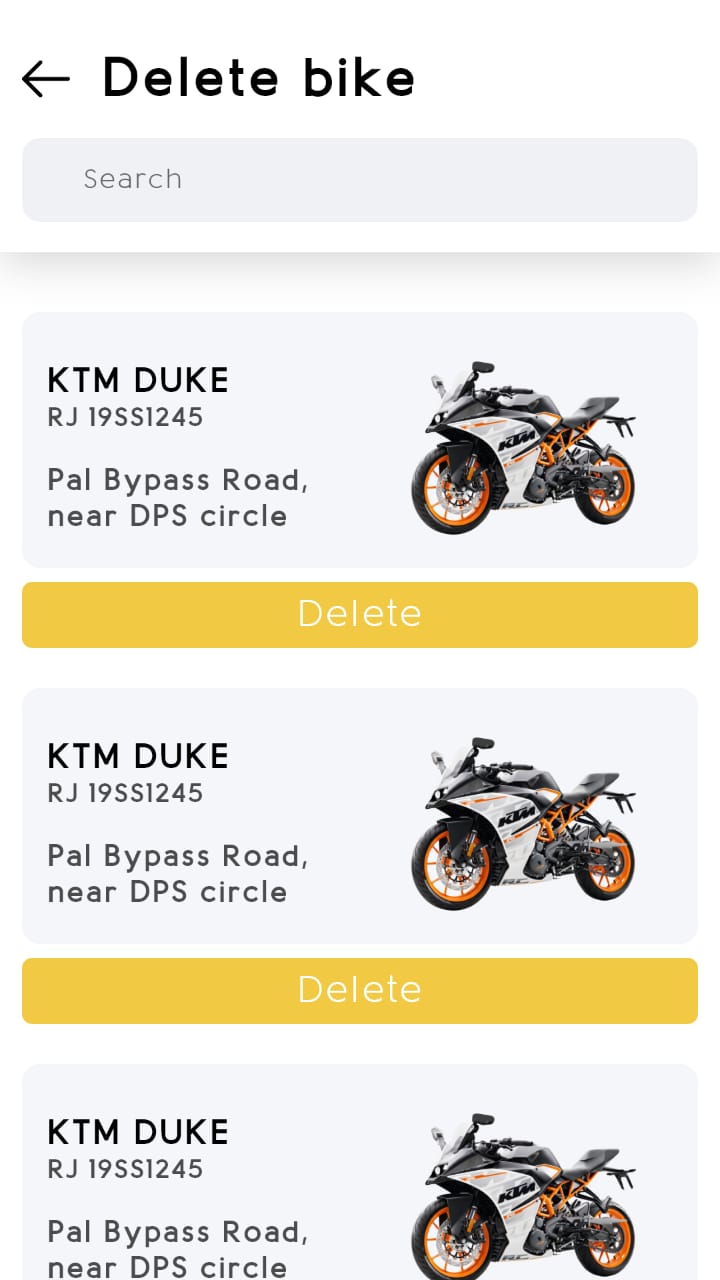 Delete bike
Search
KTM DUKE
RJ 19SS1245
Pal Bypass Road,
near DPS circle
KTM
RC
Delete
KTM DUKE
RJ 19SS1245
Pal Bypass Road,
near DPS circle
KTM
RC
Delete
KTM DUKE
RJ 19SS1245
Pal Bypass Road,
near DPS circle
KTM
RC